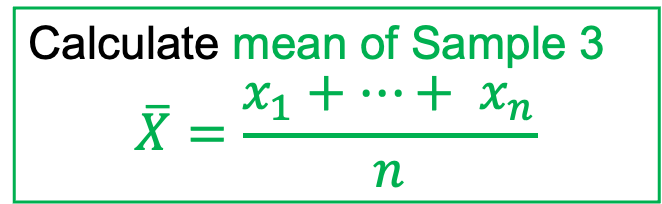 Calculate mean of Sample 3
X̄ = (x₁ + ⋯ + xₙ) / n